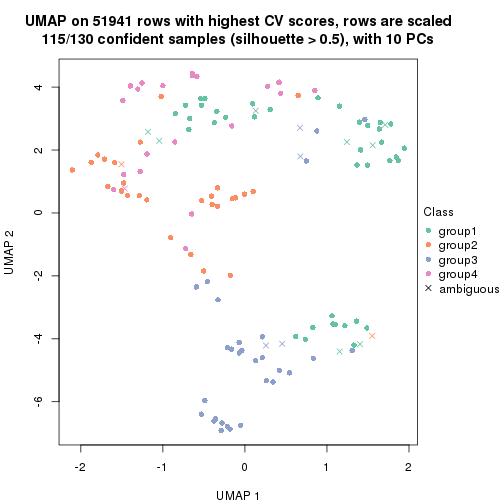 UMAP on 51941 rows with highest CV scores, rows are scaled
115/130 confident samples (silhouette > 0.5), with 10 PCs
4
2
0
-2
-4
-6
UMAP 2
-2
-1
0
1
2
UMAP 1
Class
group1
group2
group3
group4
ambiguous